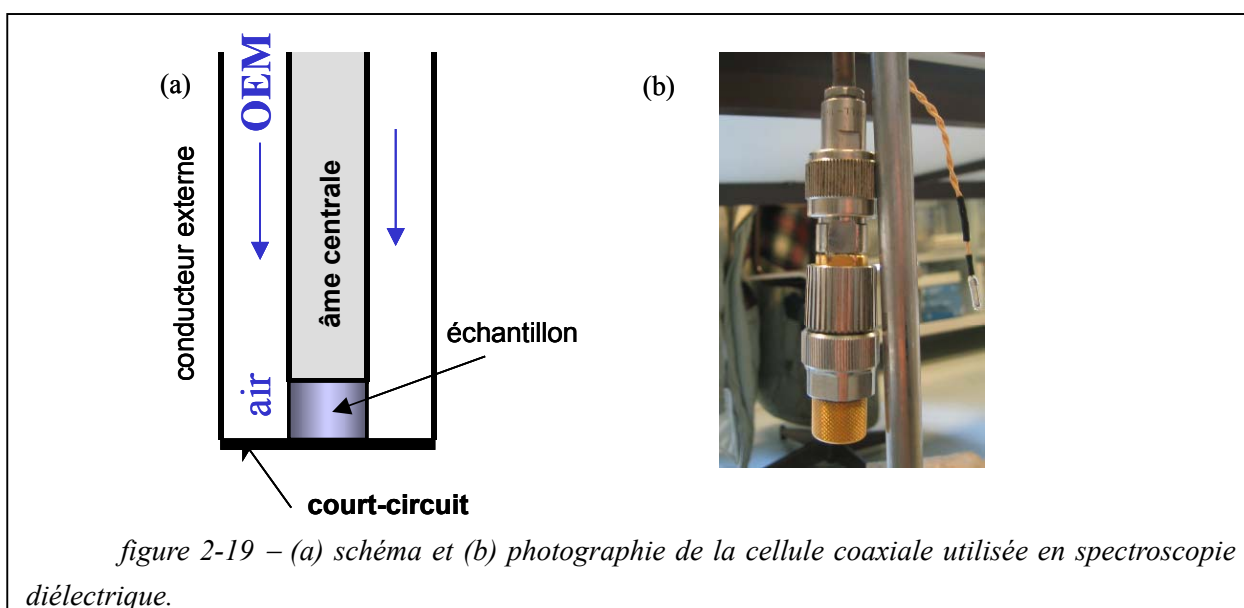 (a)
OEM
conducteur externe
âme centrale
air
échantillon
court-circuit
(b)
figure 2-19 – (a) schéma et (b) photographie de la cellule coaxiale utilisée en spectroscopie
diélectrique.